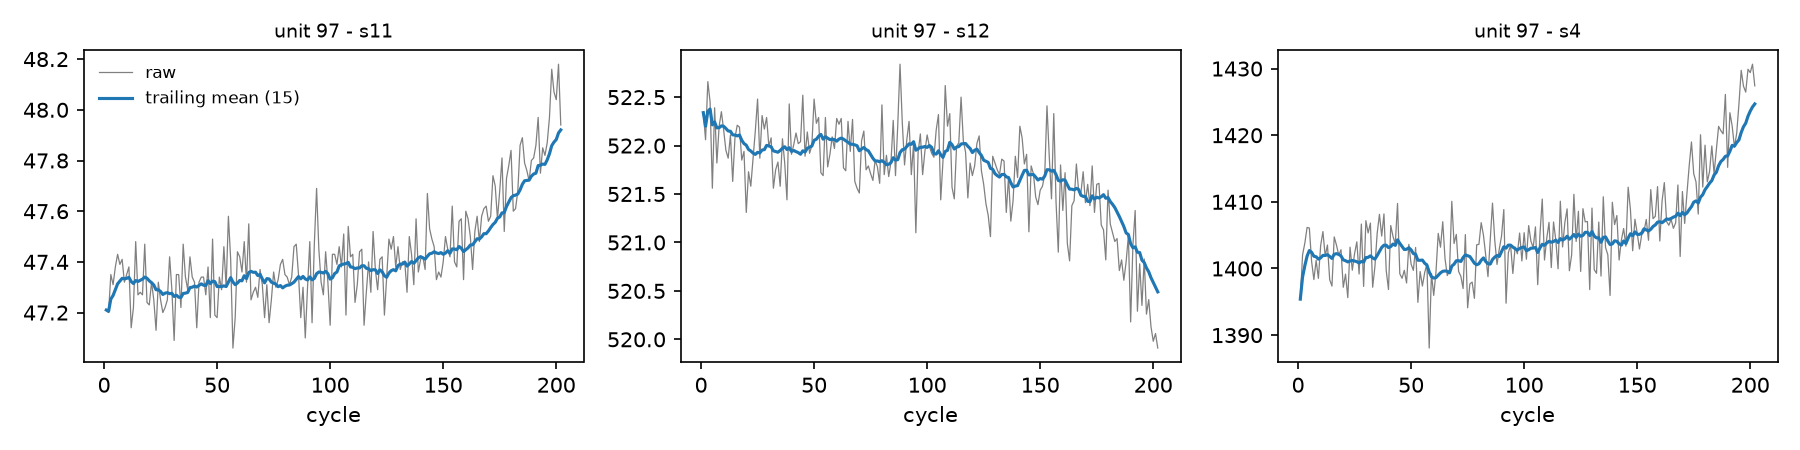 unit 97 - s11
48.2
48.0
47.8
47.6
47.4
47.2
raw
trailing mean (15)
0 50 100 150 200
cycle
unit 97 - s12
522.5
522.0
521.5
521.0
520.5
520.0
0 50 100 150 200
cycle
unit 97 - s4
1430
1420
1410
1400
1390
0 50 100 150 200
cycle